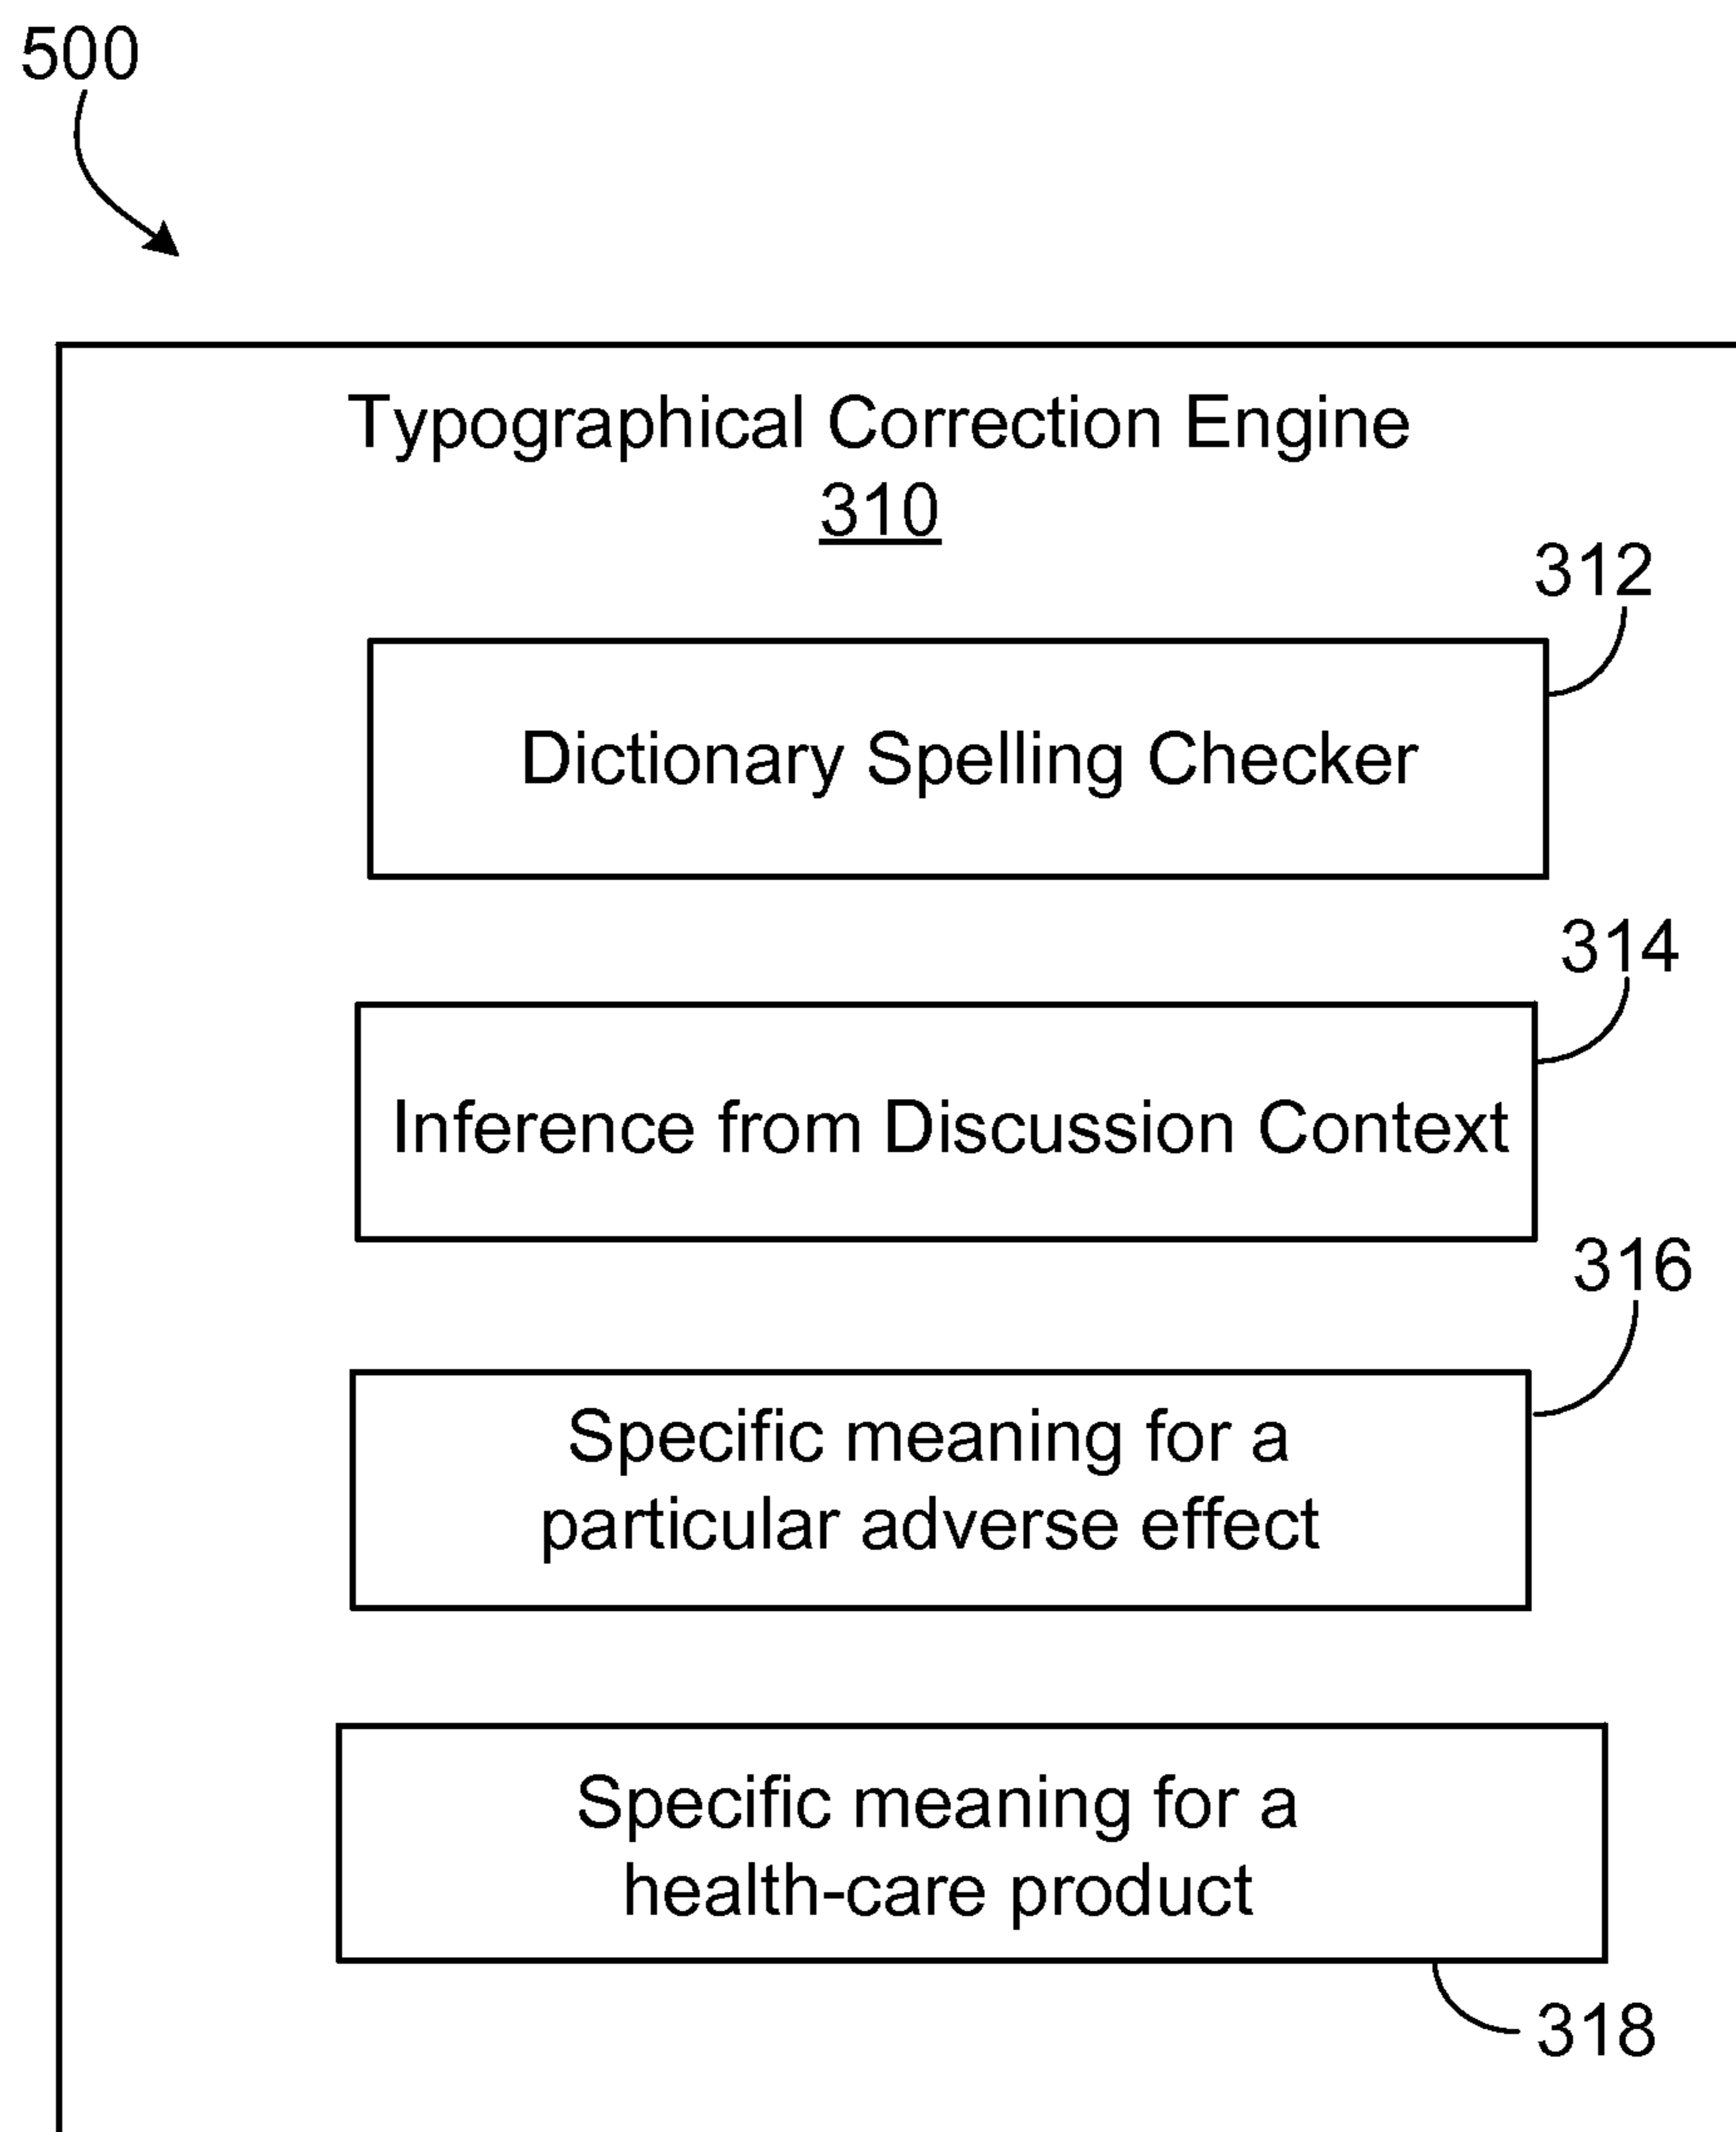 500
Typographical Correction Engine
310
312
Dictionary Spelling Checker
314
Inference from Discussion Context
316
Specific meaning for a
particular adverse effect
Specific meaning for a
health-care product
318